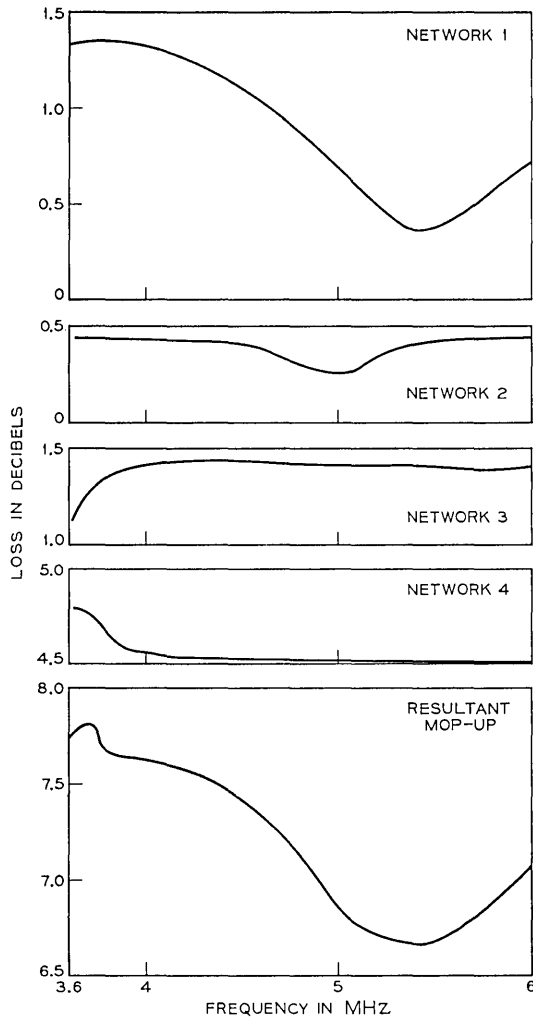 1.5
NETWORK 1
1.0
0.5
0
0.5
0
NETWORK 2
1.5
1.0
NETWORK 3
5.0
4.5
NETWORK 4
LOSS IN DECIBELS
8.0
RESULTANT
MOP-UP
7.5
7.0
6.5
3.6
4
5
6
FREQUENCY IN MHz